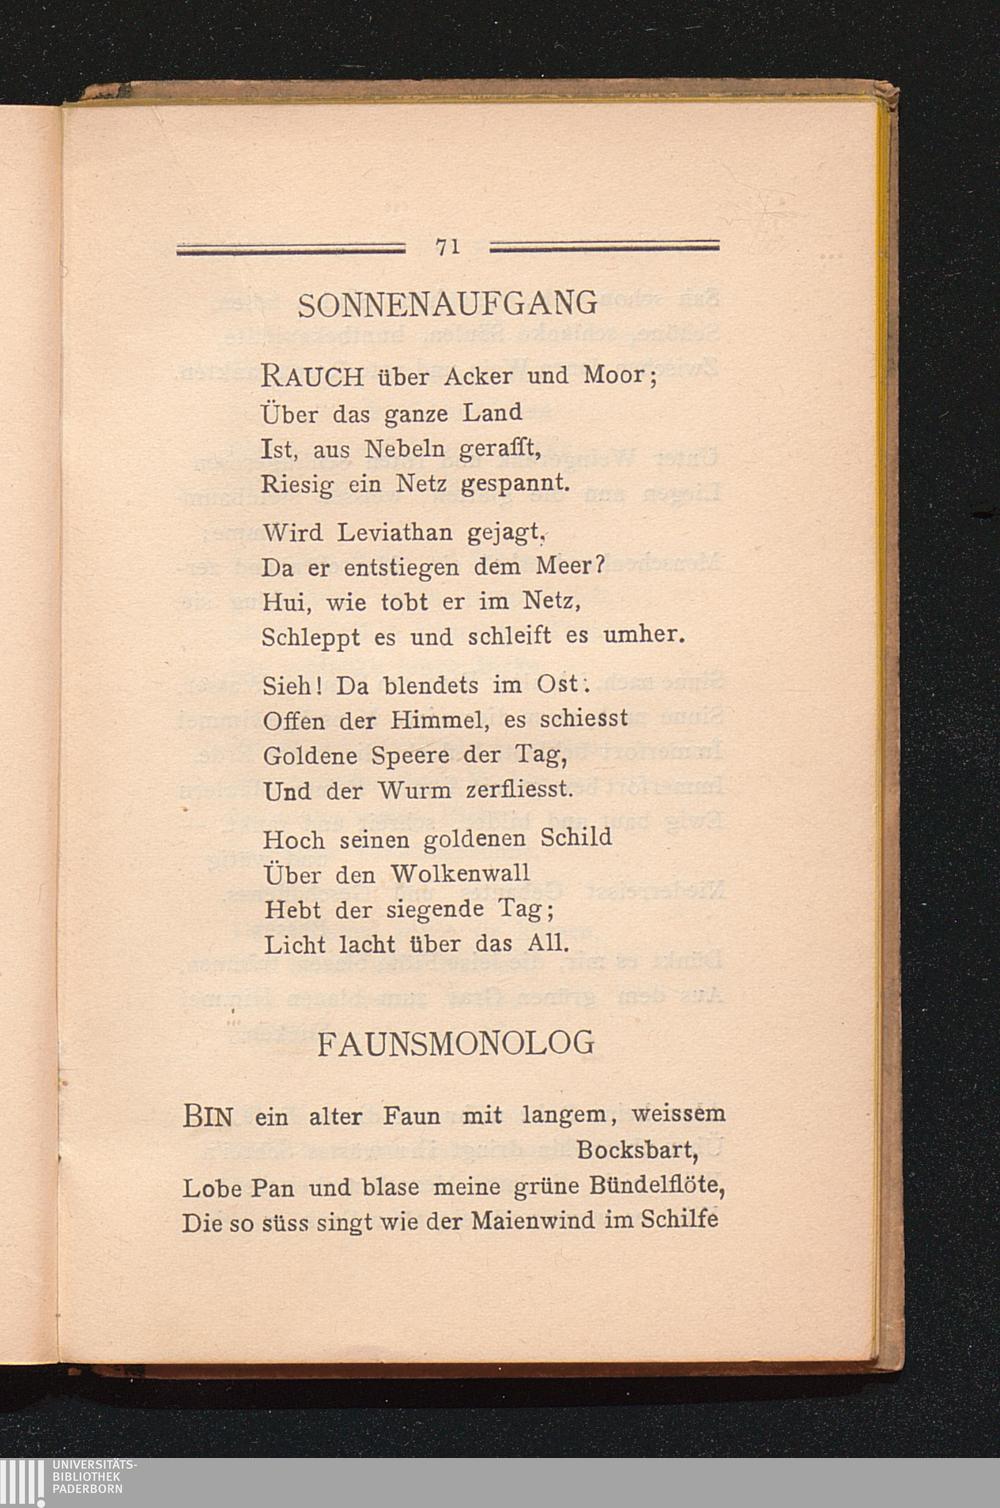 71
SONNENAUFGANG
RAUCH über Acker und Moor;
Über das ganze Land
Ist, aus Nebeln gerafft,
Riesig ein Netz gespannt.
Wird Leviathan gejagt,
Da er entstiegen dem Meer?
Hui, wie tobt er im Netz,
Schleppt es und schleift es umher.
Sieh! Da blendets im Ost:
Offen der Himmel, es schiesst
Goldene Speere der Tag,
Und der Wurm zerfliesst.
Hoch seinen goldenen Schild
Über den Wolkenwall
Hebt der siegende Tag;
Licht lacht über das All.
FAUNSMONOLOG
BIN ein alter Faun mit langem, weissem
Bocksbart,
Lobe Pan und blase meine grüne Bündelflöte,
Die so süss singt wie der Maienwind im Schilfe
UNIVERSITÄTS-
BIBLIOTHEK
PADERBORN